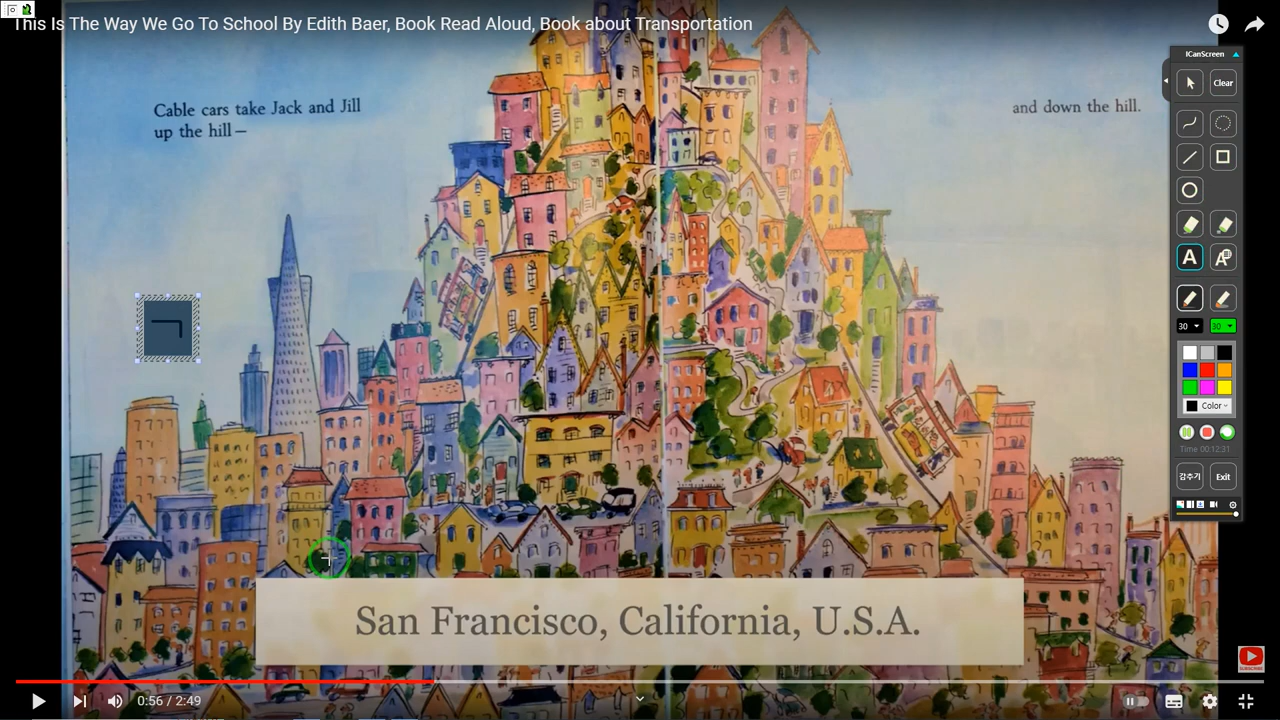 This Is The Way We Go To School By Edith Baer, Book Read Aloud, Book about Transportation
ICanScreen
Clear
Cable cars take Jack and Jill
up the hill—
and down the hill.
ㄱ
A
A
30
30
Color
Time 00:12:31
감추기
Exit
San Francisco, California, U.S.A.
SUBSCRIBE
0:56 / 2:49